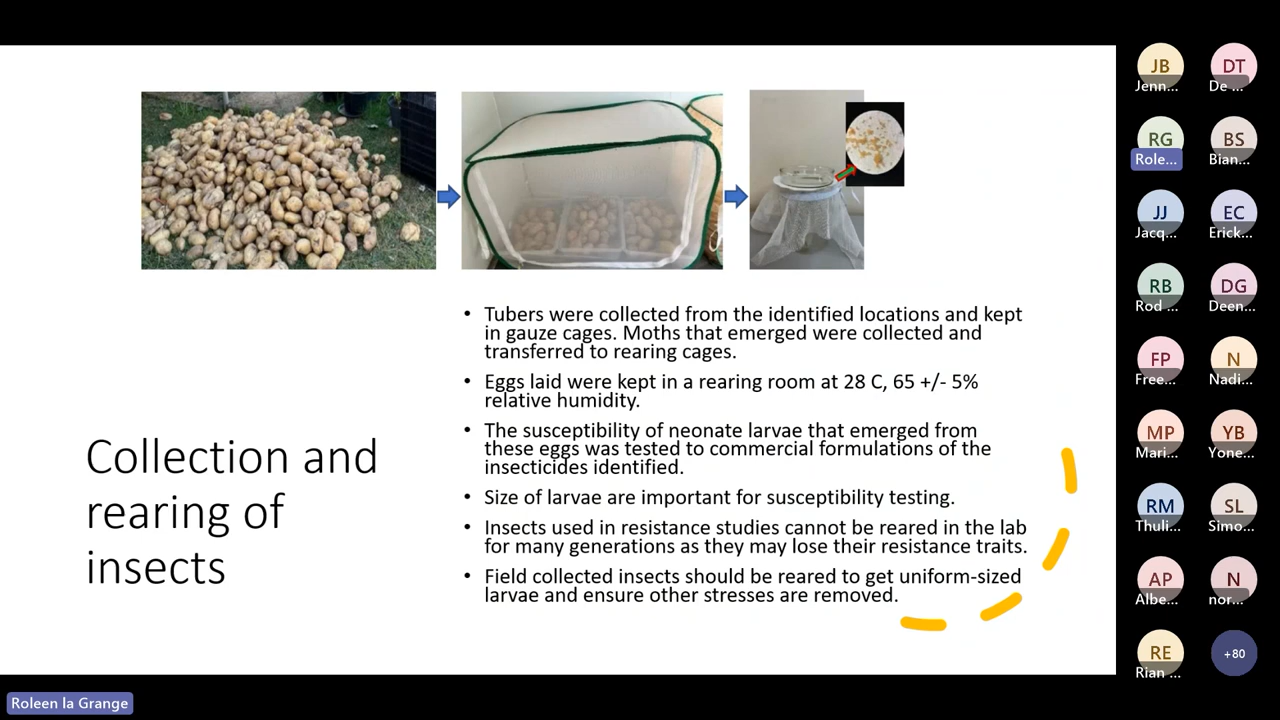 Collection and
rearing of
insects
• Tubers were collected from the identified locations and kept
in gauze cages. Moths that emerged were collected and
transferred to rearing cages.
• Eggs laid were kept in a rearing room at 28 C, 65 +/- 5%
relative humidity.
• The susceptibility of neonate larvae that emerged from
these eggs was tested to commercial formulations of the
insecticides identified.
• Size of larvae are important for susceptibility testing.
• Insects used in resistance studies cannot be reared in the lab
for many generations as they may lose their resistance traits.
• Field collected insects should be reared to get uniform-sized
larvae and ensure other stresses are removed.
JB
Jenn...
DT
De ...
RG
Role...
BS
Bian...
JJ
Jacq...
EC
Erick...
RB
Rod ...
DG
Deen...
FP
Free...
N
Nadi...
MP
Mari...
YB
Yone...
RM
Thuli...
SL
Simo...
AP
Albe...
N
nor...
RE
Rian ...
+80
Roleen la Grange